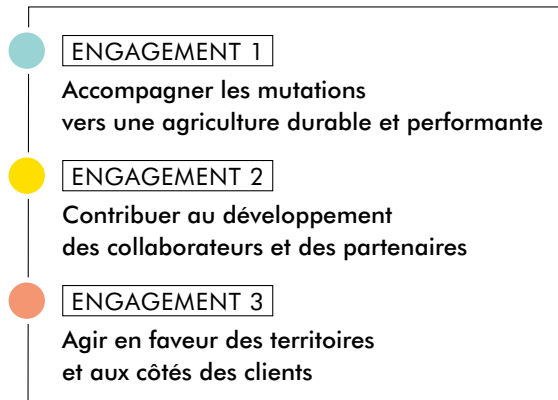 ENGAGEMENT 1
Accompagner les mutations
vers une agriculture durable et performante
ENGAGEMENT 2
Contribuer au développement
des collaborateurs et des partenaires
ENGAGEMENT 3
Agir en faveur des territoires
et aux côtés des clients